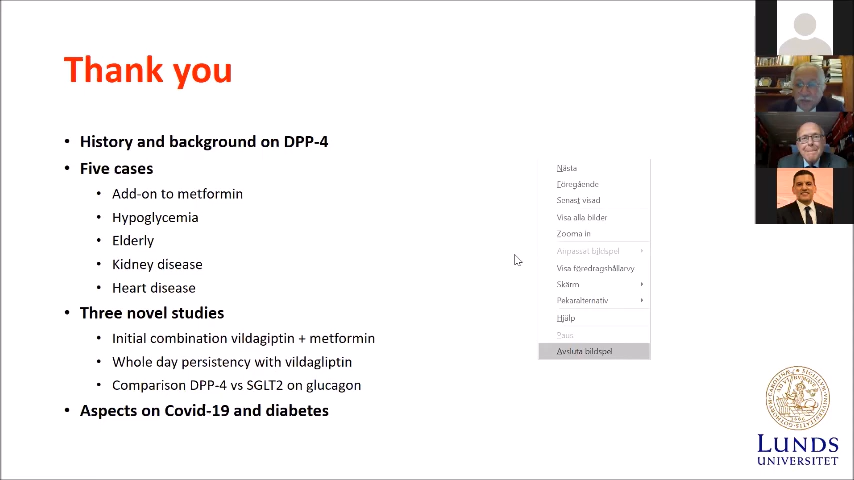 Thank you
• History and background on DPP-4
• Five cases
• Add-on to metformin
• Hypoglycemia
• Elderly
• Kidney disease
• Heart disease
• Three novel studies
• Initial combination vildagiptin + metformin
• Whole day persistency with vildagliptin
• Comparison DPP-4 vs SGLT2 on glucagon
• Aspects on Covid-19 and diabetes
Nästa
Föregående
Senast visad
Visa alla bilder
Zooma in
Anpassat bildspel
Visa föredragshållarvy
Skärm
Pekaralternativ
Hjälp
Paus
Avsluta bildspel
LUNDS
UNIVERSITET